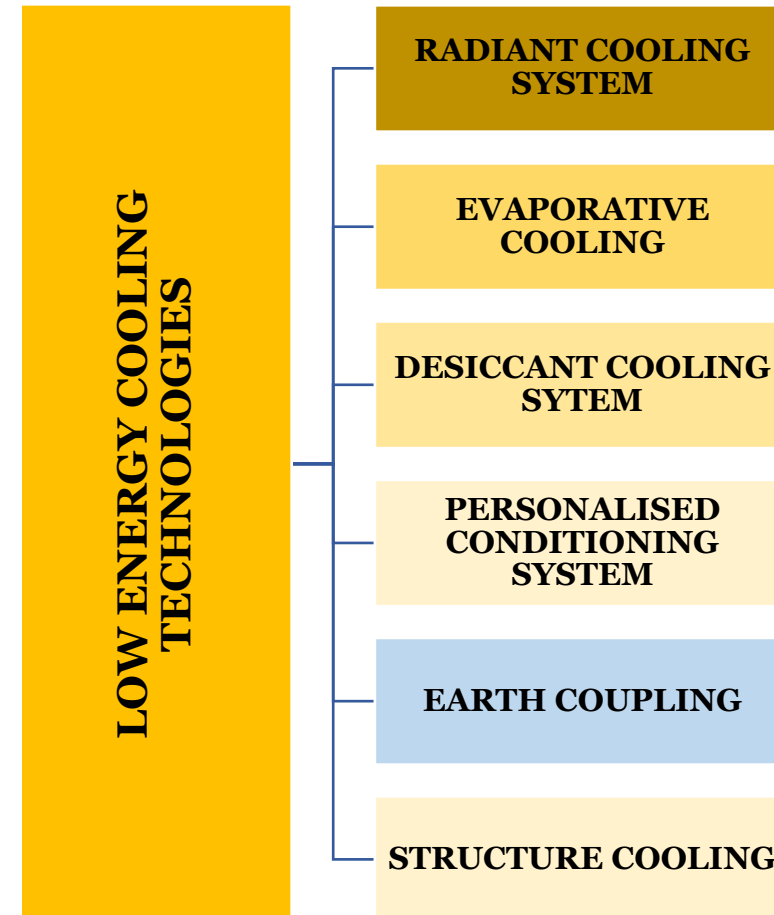 LOW ENERGY COOLING
TECHNOLOGIES
RADIANT COOLING
SYSTEM
EVAPORATIVE
COOLING
DESICCANT COOLING
SYTEM
PERSONALISED
CONDITIONING
SYSTEM
EARTH COUPLING
STRUCTURE COOLING